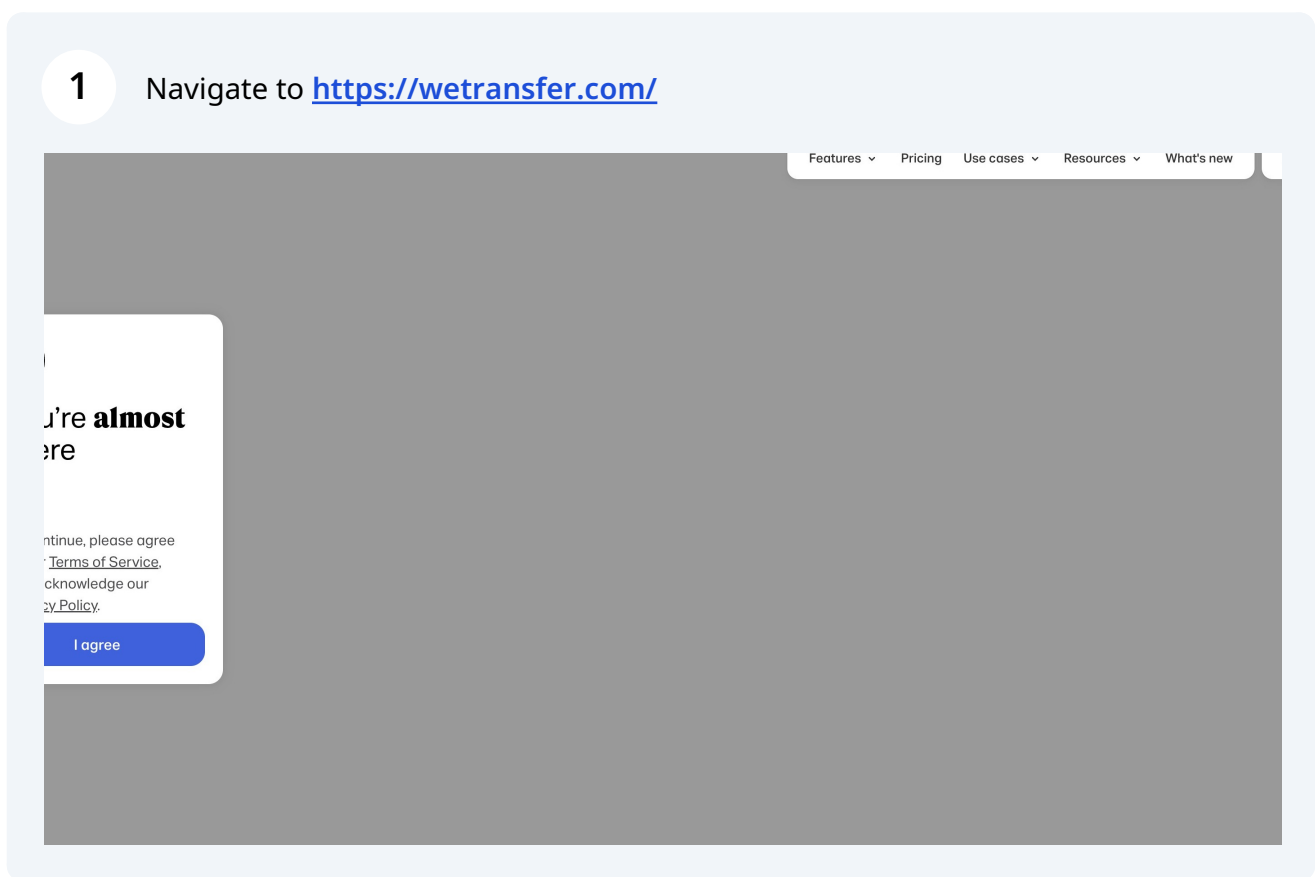 1 Navigate to https://wetransfer.com/
Features Pricing Use cases Resources What's new
u're almost
ere
ntinue, please agree
Terms of Service,
cknowledge our
cy Policy.
I agree